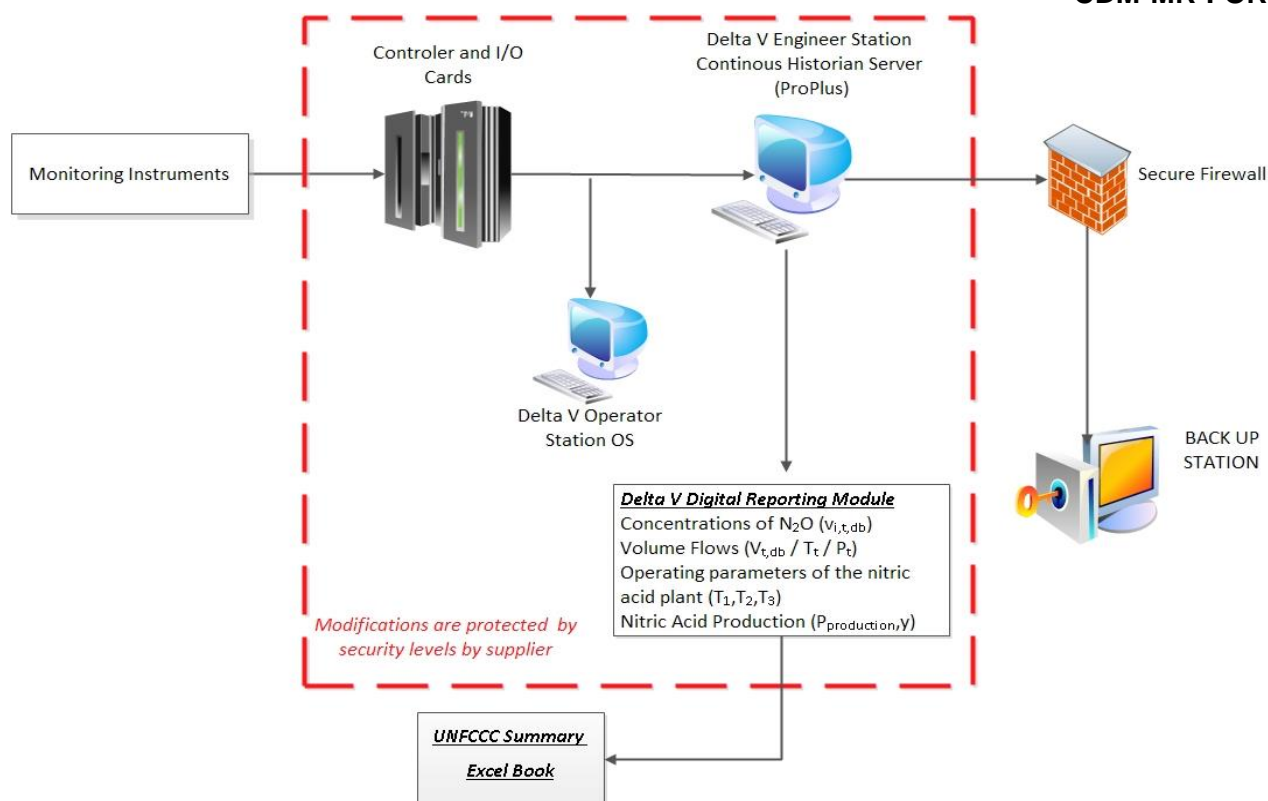 Controler and I/O
Cards
Delta V Engineer Station
Continous Historian Server
(ProPlus)
Monitoring Instruments
Secure Firewall
Delta V Operator
Station OS
BACK UP
STATION
Delta V Digital Reporting Module
Concentrations of N₂O (vᵢ,ₜ,db)
Volume Flows (Vₜ,db / Tₜ / Pₜ)
Operating parameters of the nitric
acid plant (T₁,T₂,T₃)
Nitric Acid Production (Pproduction,y)
Modifications are protected by
security levels by supplier
UNFCCC Summary
Excel Book